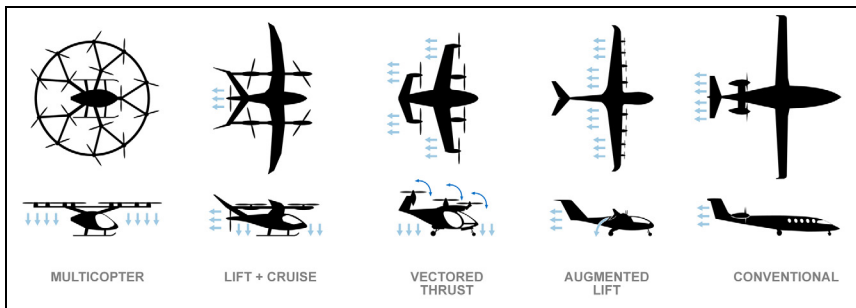 MULTICOPTER
LIFT + CRUISE
VECTORED
THRUST
AUGMENTED
LIFT
CONVENTIONAL